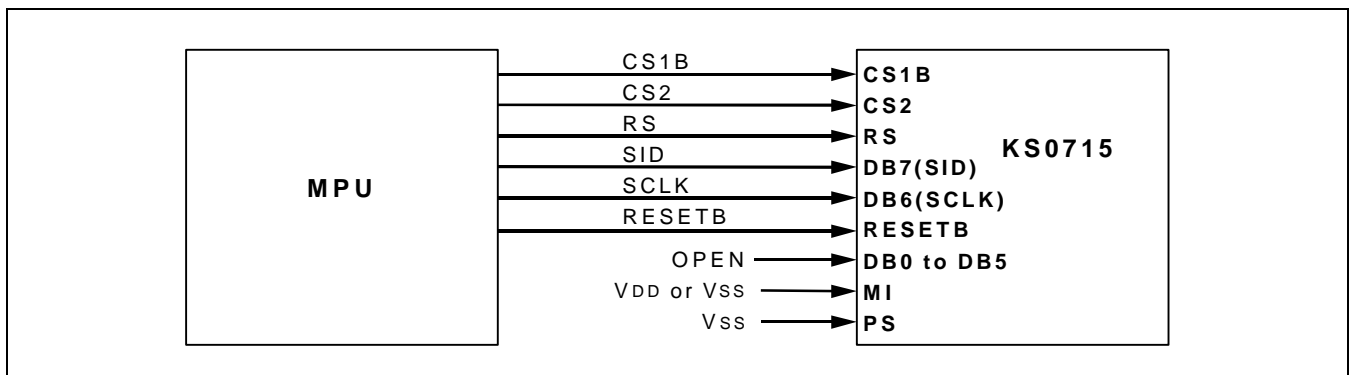 MPU
CS1B
CS2
RS
SID
SCLK
RESETB
OPEN
VDD or VSS
VSS
CS1B
CS2
RS
DB7(SID)
DB6(SCLK)
RESETB
DB0 to DB5
MI
PS
KS0715